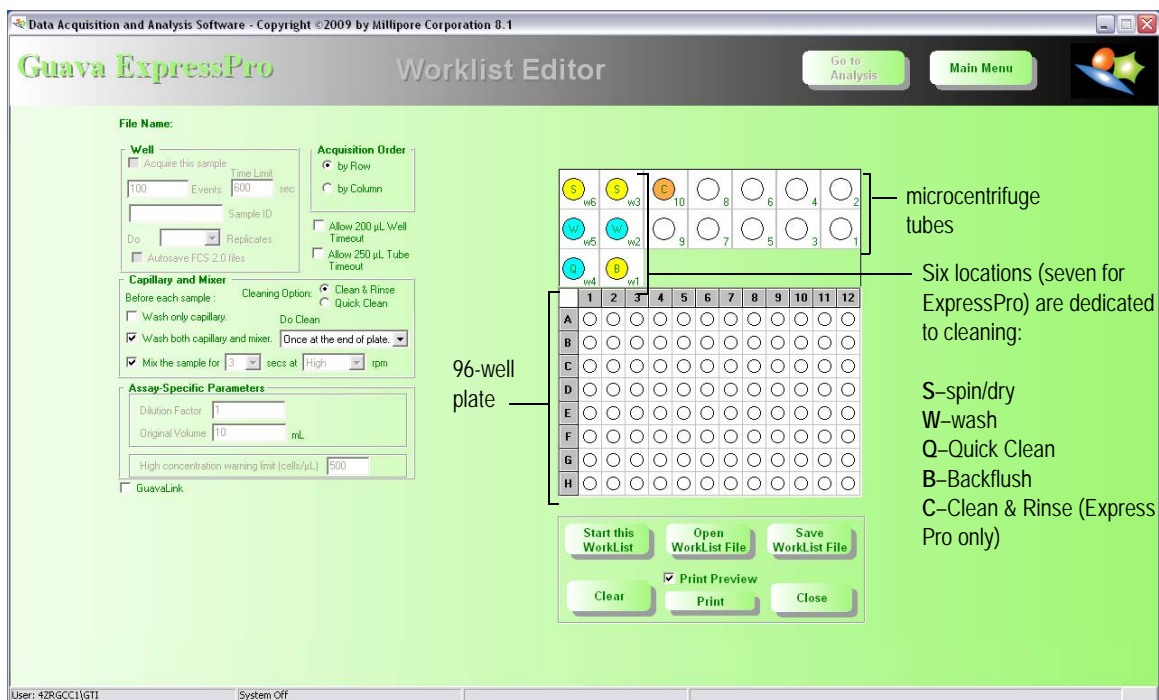 Data Acquisition and Analysis Software - Copyright ©2009 by Millipore Corporation 8.1
Guava ExpressPro
Worklist Editor
Go to
Analysis
Main Menu
File Name:
Well
Acquire this sample
Time Limit
100 Events 600 sec
Sample ID
Do Replicates
Autosave FCS 2.0 files
Acquisition Order
by Row
by Column
Allow 200 µL Well
Timeout
Allow 250 µL Tube
Timeout
Capillary and Mixer
Before each sample : Cleaning Option: Clean & Rinse
Quick Clean
Wash only capillary. Do Clean
Wash both capillary and mixer. Once at the end of plate.
Mix the sample for 3 secs at High rpm
Assay-Specific Parameters
Dilution Factor 1
Original Volume 10 mL
High concentration warning limit (cells/µL) 500
GuavaLink
S w6 S w3 C 10 8 6 4 2
W w5 W w2 9 7 5 3 1
Q w4 B w1
1 2 3 4 5 6 7 8 9 10 11 12
A
B
C
D
E
F
G
H
96-well
plate
microcentrifuge
tubes
Six locations (seven for
ExpressPro) are dedicated
to cleaning:
S–spin/dry
W–wash
Q–Quick Clean
B–Backflush
C–Clean & Rinse (Express
Pro only)
Start this
WorkList
Open
WorkList File
Save
WorkList File
Clear
Print Preview
Print
Close
User: 4ZRGCC1\GTI
System Off